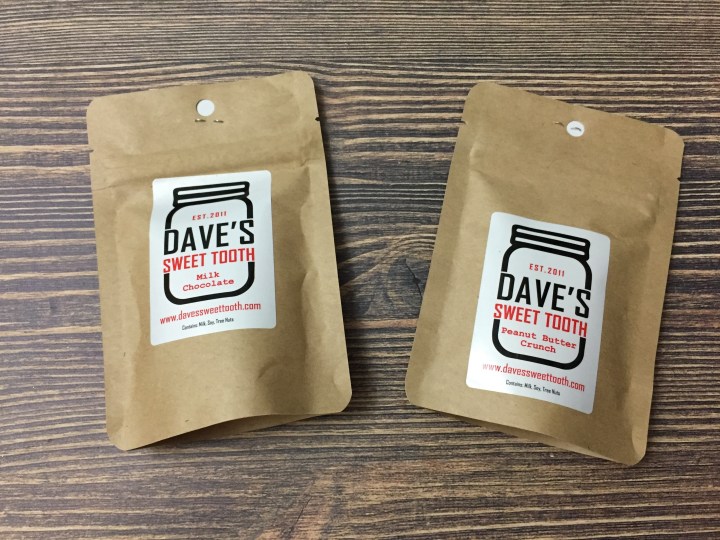 EST.2011
DAVE'S
SWEET TOOTH
Milk
Chocolate
www.davessweettooth.com
Contains: Milk, Soy, Tree Nuts
EST.2011
DAVE'S
SWEET TOOTH
Peanut Butter
Crunch
www.davessweettooth.com
Contains: Milk, Soy, Tree Nuts